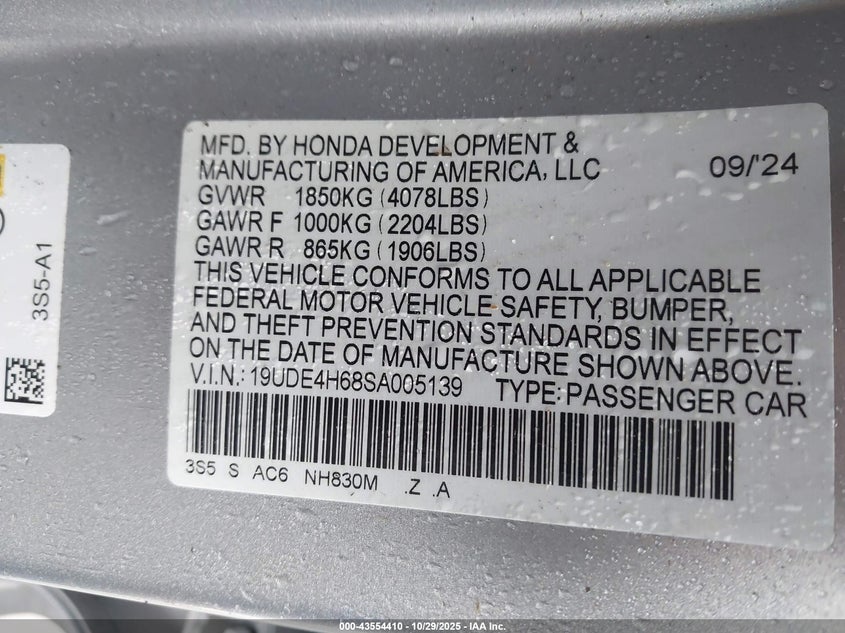 MFD. BY HONDA DEVELOPMENT &
MANUFACTURING OF AMERICA, LLC 09/'24
GVWR 1850KG (4078LBS)
GAWR F 1000KG (2204LBS)
GAWR R 865KG (1906LBS)
THIS VEHICLE CONFORMS TO ALL APPLICABLE
FEDERAL MOTOR VEHICLE SAFETY, BUMPER,
AND THEFT PREVENTION STANDARDS IN EFFECT
ON THE DATE OF MANUFACTURE SHOWN ABOVE.
V.I.N.: 19UDE4H68SA005139 TYPE:PASSENGER CAR
3S5 S AC6 NH830M .Z .A
3S5-A1
000-43554410 - 10/29/2025 - IAA Inc.